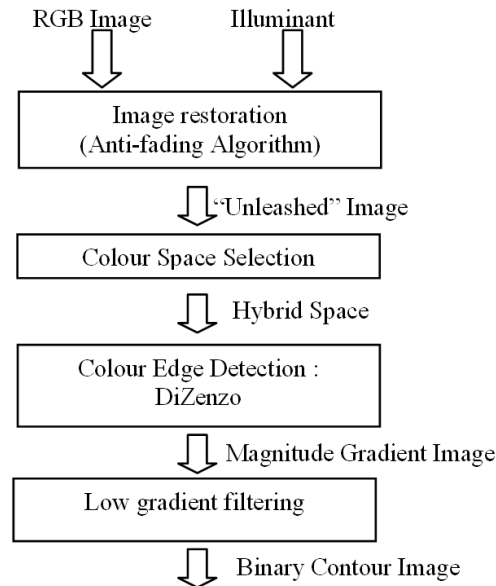 RGB Image Illuminant
Image restoration
(Anti-fading Algorithm)
“Unleashed” Image
Colour Space Selection
Hybrid Space
Colour Edge Detection :
DiZenzo
Magnitude Gradient Image
Low gradient filtering
Binary Contour Image